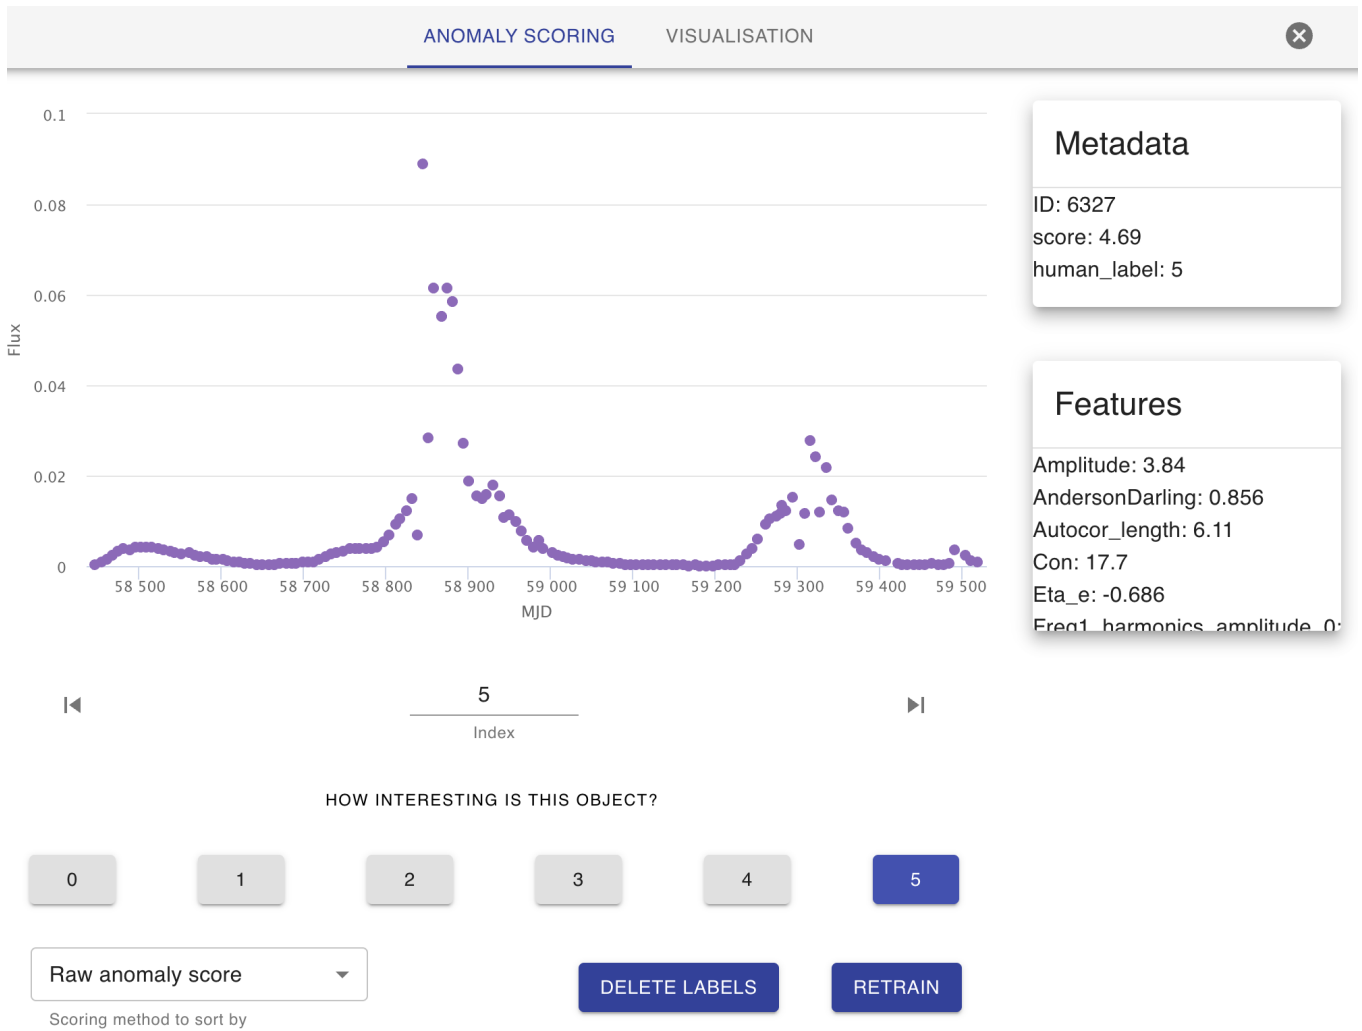 ANOMALY SCORING VISUALISATION
0.1
0.08
0.06
0.04
0.02
0
Flux
58 500 58 600 58 700 58 800 58 900 59 000 59 100 59 200 59 300 59 400 59 500
MJD
Metadata
ID: 6327
score: 4.69
human_label: 5
Features
Amplitude: 3.84
AndersonDarling: 0.856
Autocor_length: 6.11
Con: 17.7
Eta_e: -0.686
Freq1_harmonics_amplitude_0:
5
Index
HOW INTERESTING IS THIS OBJECT?
0 1 2 3 4 5
Raw anomaly score
DELETE LABELS RETRAIN
Scoring method to sort by